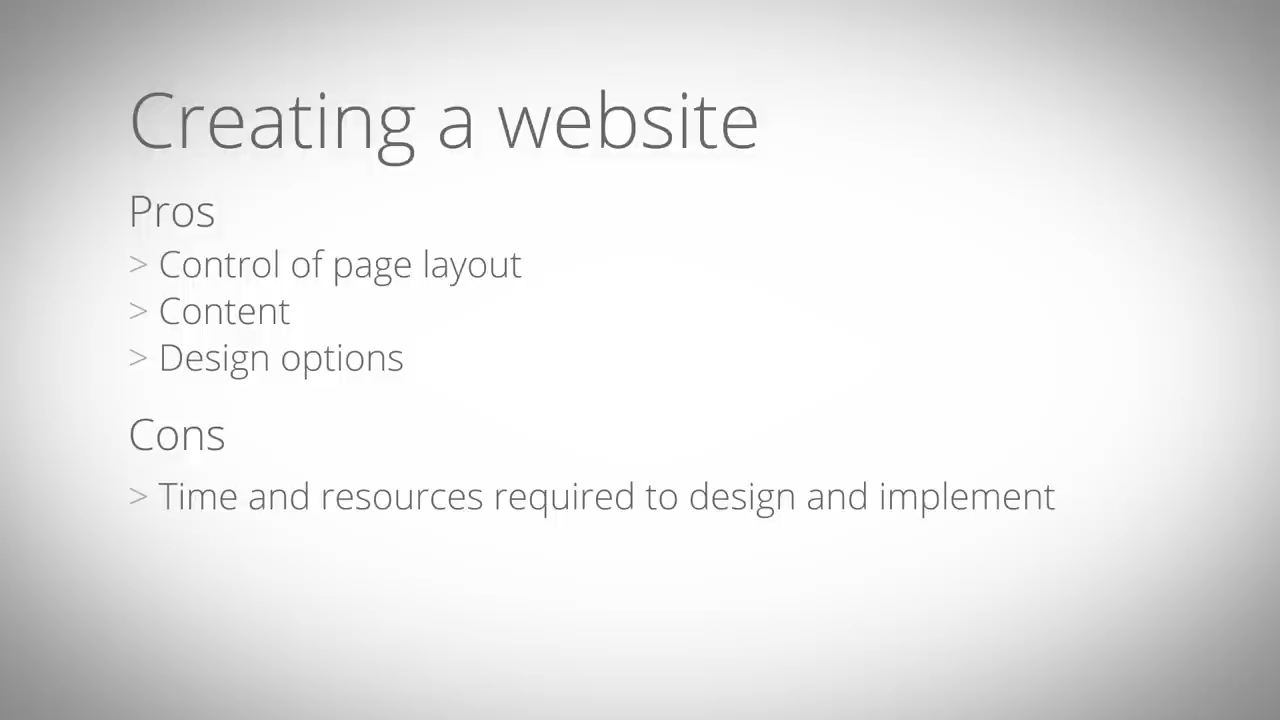 Creating a website
Pros
> Control of page layout
> Content
> Design options
Cons
> Time and resources required to design and implement